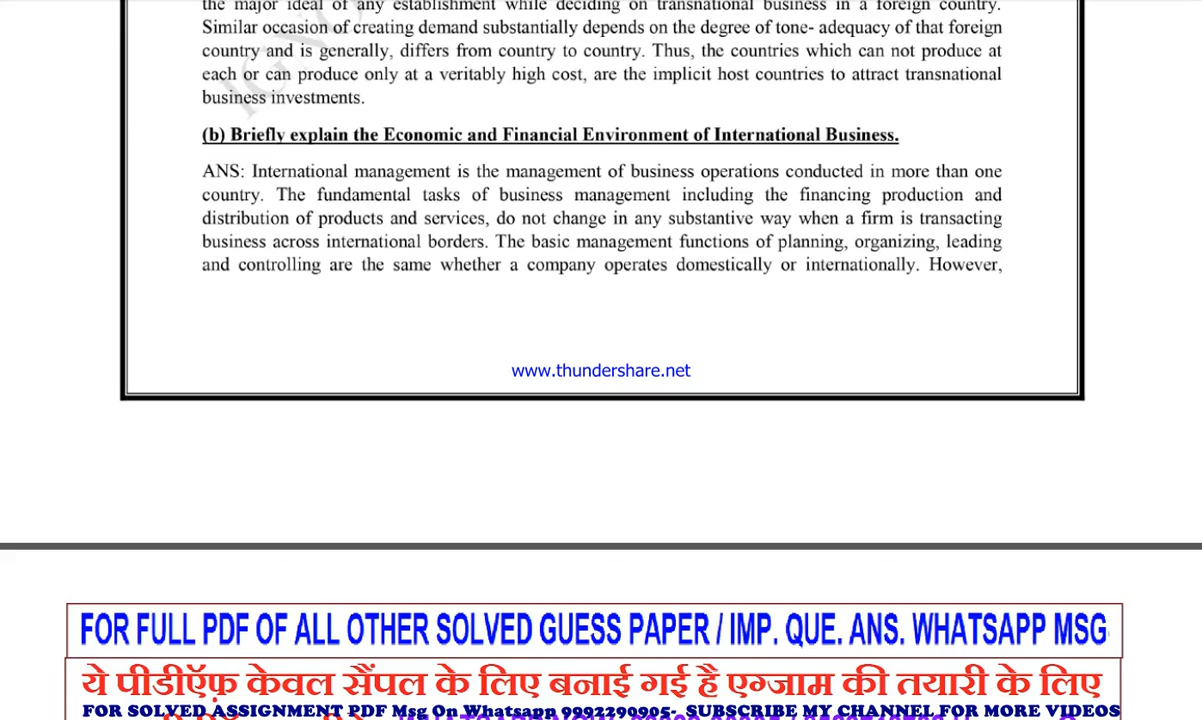 the major ideal of any establishment while deciding on transnational business in a foreign country.
Similar occasion of creating demand substantially depends on the degree of tone- adequacy of that foreign
country and is generally, differs from country to country. Thus, the countries which can not produce at
each or can produce only at a veritably high cost, are the implicit host countries to attract transnational
business investments.
(b) Briefly explain the Economic and Financial Environment of International Business.
ANS: International management is the management of business operations conducted in more than one
country. The fundamental tasks of business management including the financing production and
distribution of products and services, do not change in any substantive way when a firm is transacting
business across international borders. The basic management functions of planning, organizing, leading
and controlling are the same whether a company operates domestically or internationally. However,
www.thundershare.net
FOR FULL PDF OF ALL OTHER SOLVED GUESS PAPER / IMP. QUE. ANS. WHATSAPP MSG
ये पीडीऍफ़ केवल सैंपल के लिए बनाई गई है एग्जाम की तयारी के लिए
FOR SOLVED ASSIGNMENT PDF Msg On Whatsapp 9992290905- SUBSCRIBE MY CHANNEL FOR MORE VIDEOS